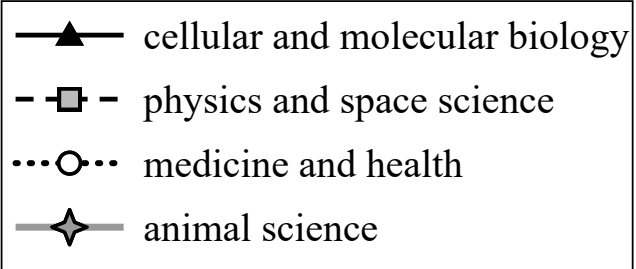 cellular and molecular biology
physics and space science
medicine and health
animal science